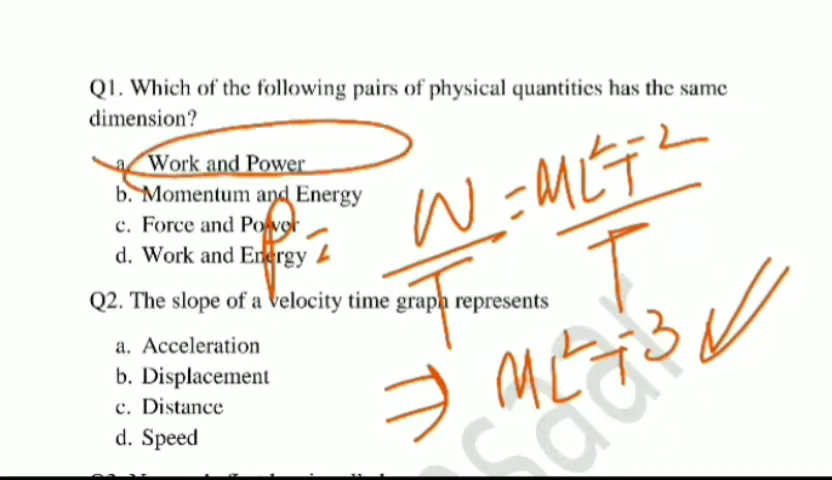 Q1. Which of the following pairs of physical quantities has the same
dimension?
a. Work and Power
b. Momentum and Energy
c. Force and Power
d. Work and Energy
P = W/T = ML²T⁻²/T
⇒ ML²T⁻³ ✓
Q2. The slope of a velocity time graph represents
a. Acceleration
b. Displacement
c. Distance
d. Speed